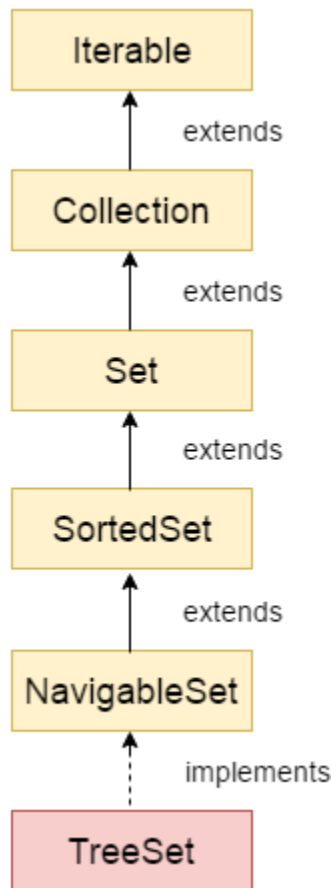 Iterable
extends
Collection
extends
Set
extends
SortedSet
extends
NavigableSet
implements
TreeSet